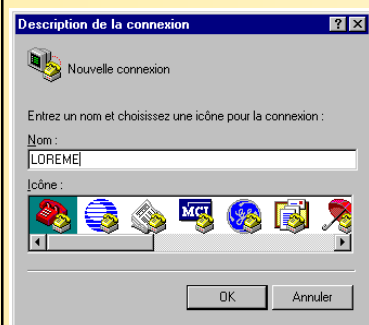 Description de la connexion
Nouvelle connexion
Entrez un nom et choisissez une icône pour la connexion :
Nom :
LOREME
Icône :
MCI
OK
Annuler